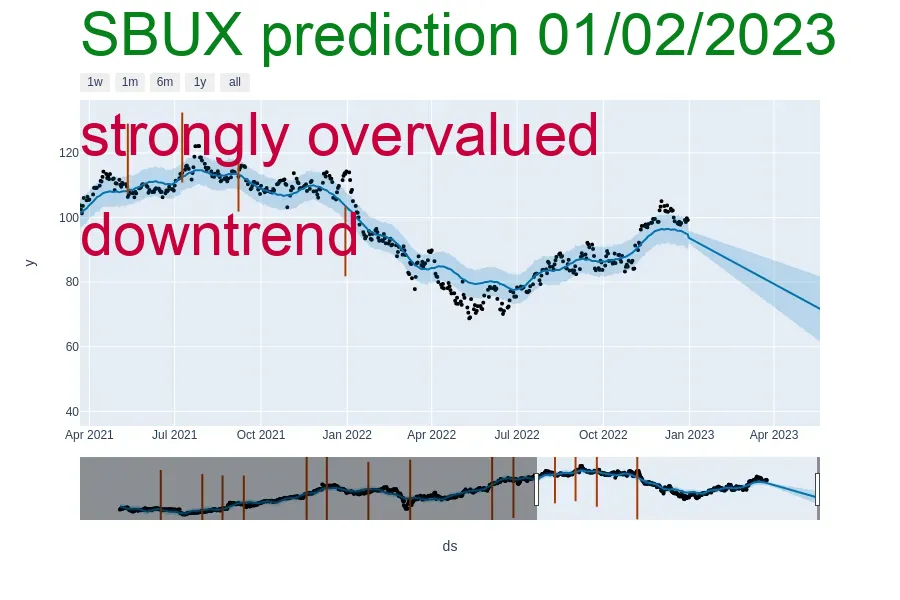 SBUX prediction 01/02/2023
1w 1m 6m 1y all
strongly overvalued
120
100
downtrend
80
60
40
y
Apr 2021 Jul 2021 Oct 2021 Jan 2022 Apr 2022 Jul 2022 Oct 2022 Jan 2023 Apr 2023
ds